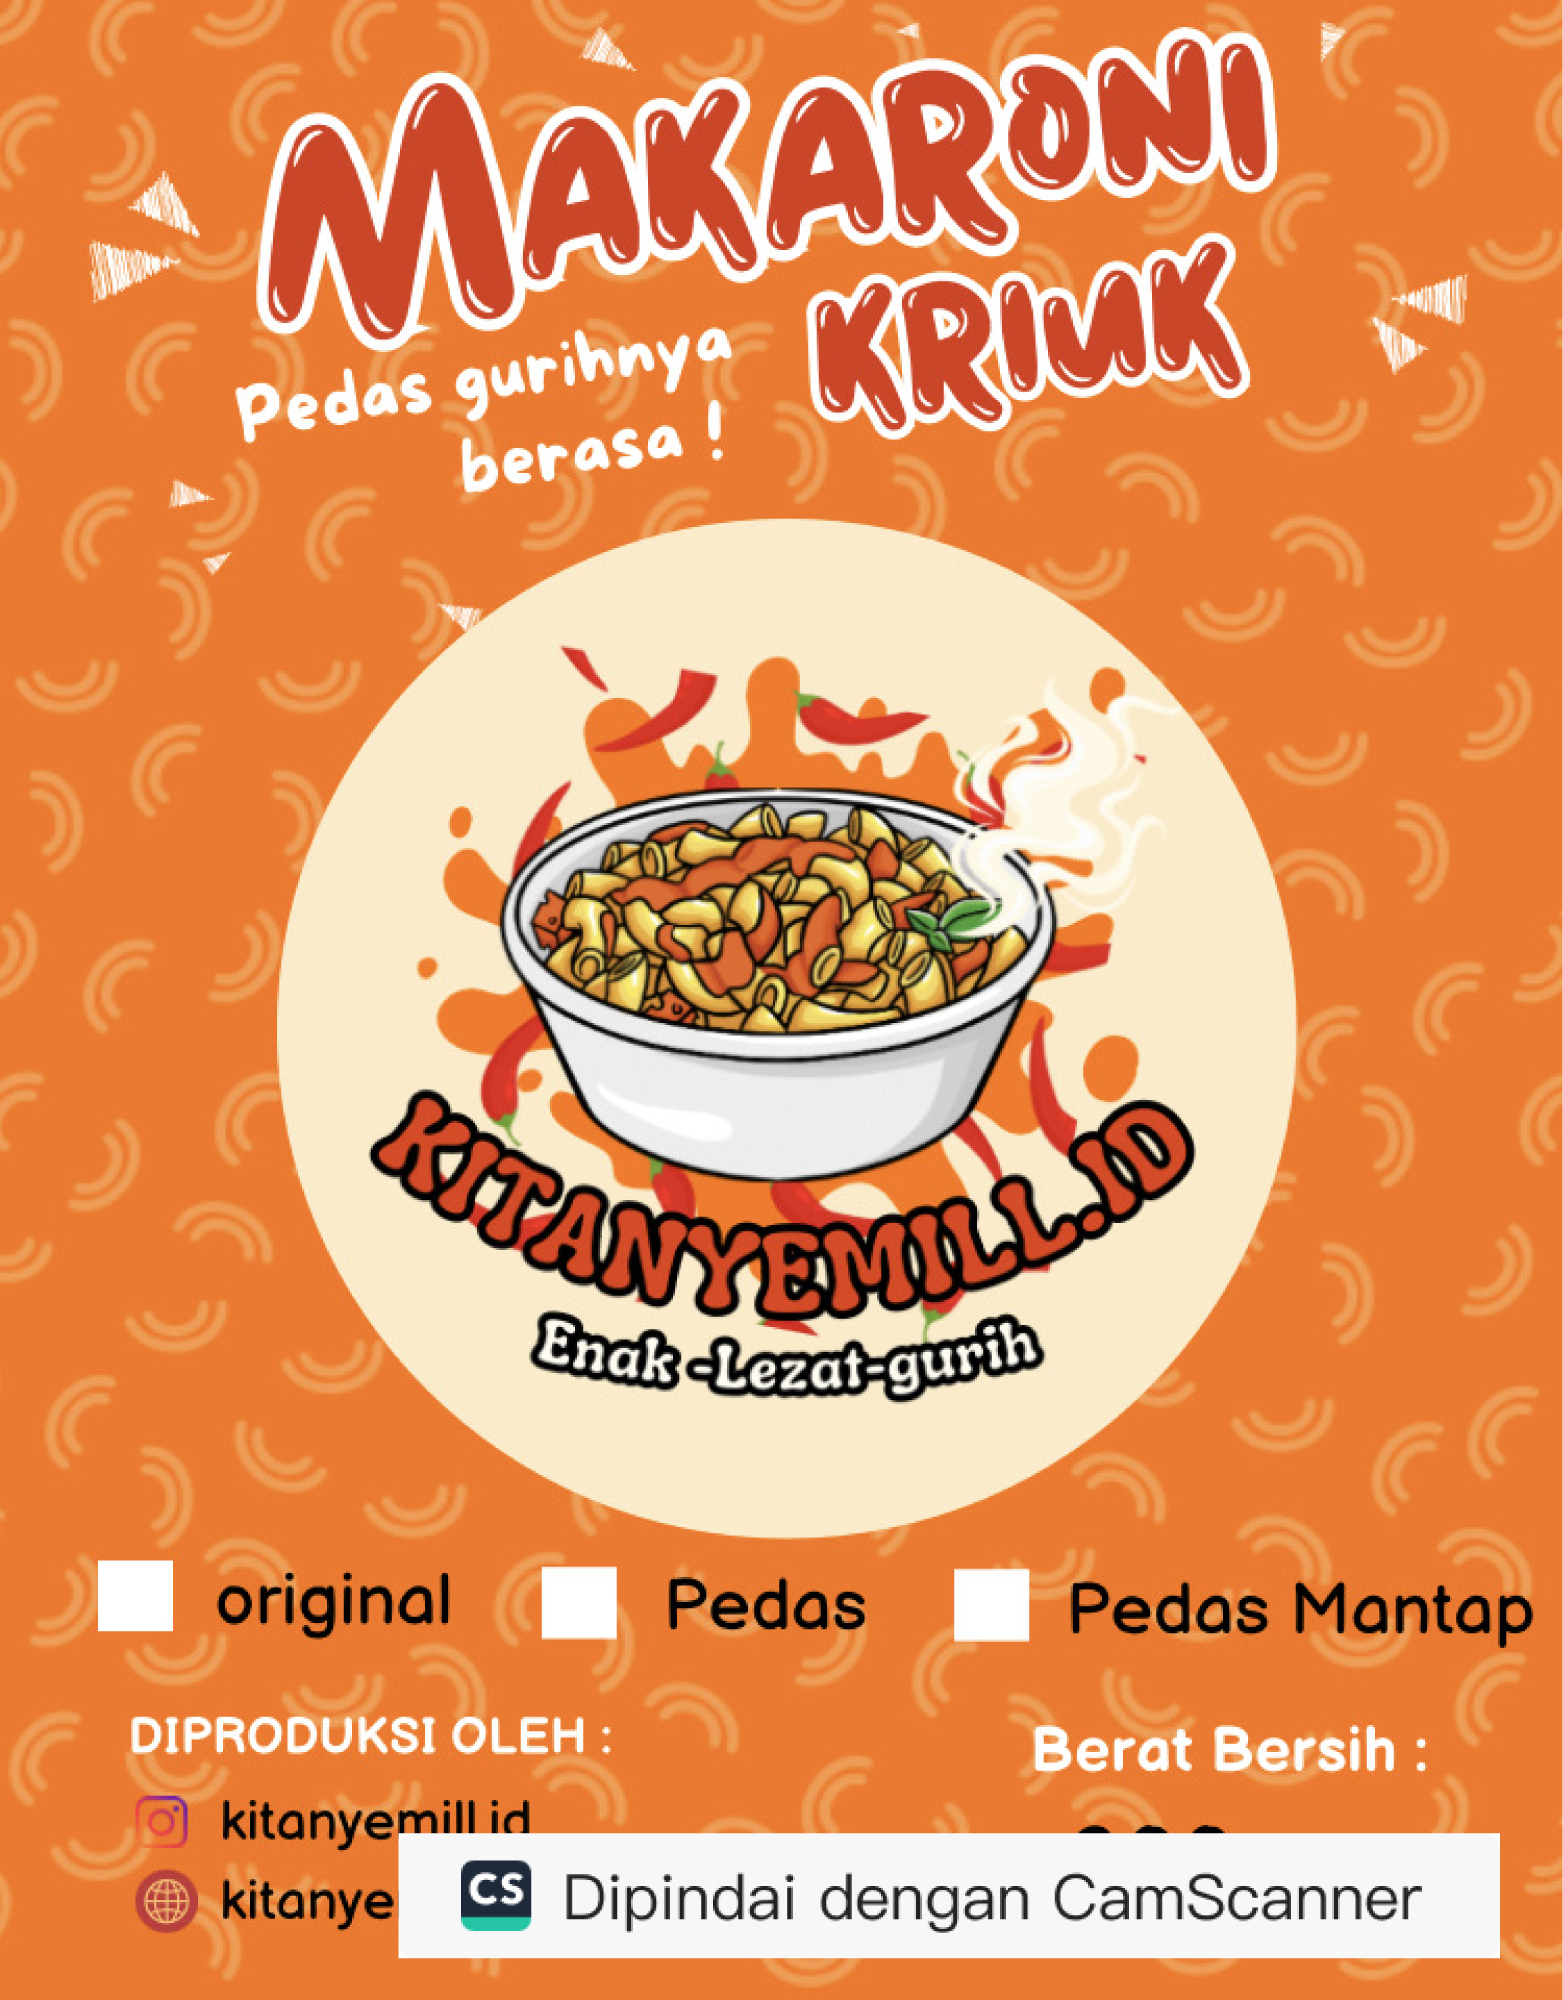 MAKARONI
KRIUK
Pedas gurihnya
berasa !
KITANYEMILL.ID
Enak -Lezat-gurih
original
Pedas
Pedas Mantap
DIPRODUKSI OLEH :
Berat Bersih :
kitanyemill.id
kitanye
CS Dipindai dengan CamScanner